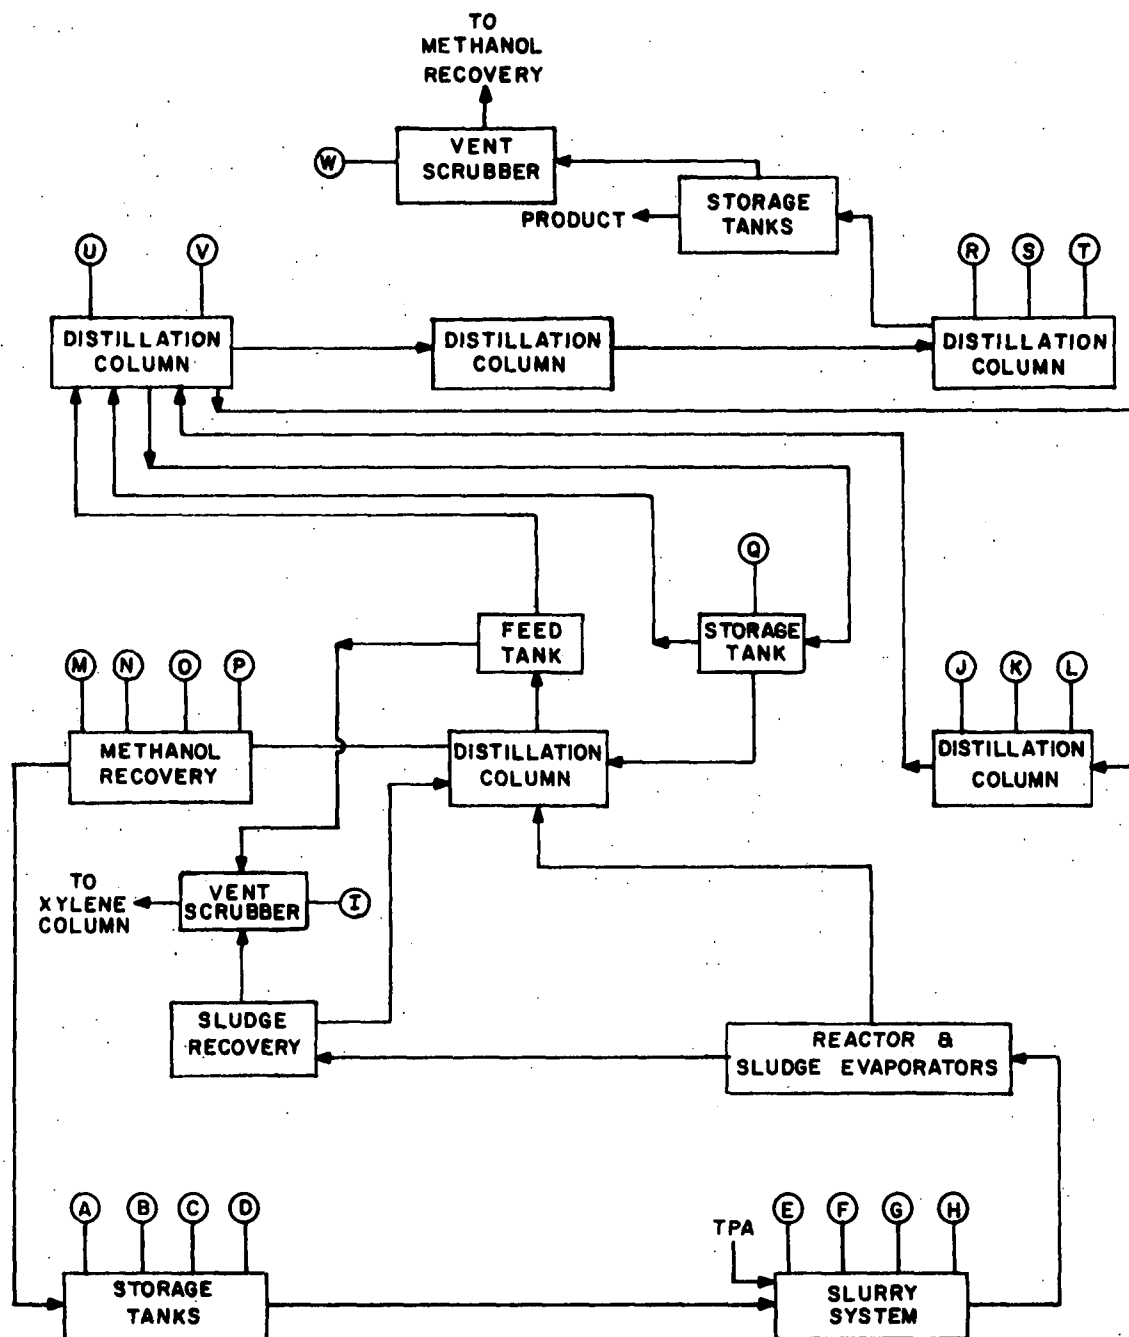 TO
METHANOL
RECOVERY
W
VENT
SCRUBBER
PRODUCT
STORAGE
TANKS
U
V
R
S
T
DISTILLATION
COLUMN
DISTILLATION
COLUMN
DISTILLATION
COLUMN
Q
FEED
TANK
STORAGE
TANK
M
N
O
P
J
K
L
METHANOL
RECOVERY
DISTILLATION
COLUMN
DISTILLATION
COLUMN
TO
XYLENE
COLUMN
VENT
SCRUBBER
I
SLUDGE
RECOVERY
REACTOR &
SLUDGE EVAPORATORS
A
B
C
D
TPA
E
F
G
H
STORAGE
TANKS
SLURRY
SYSTEM